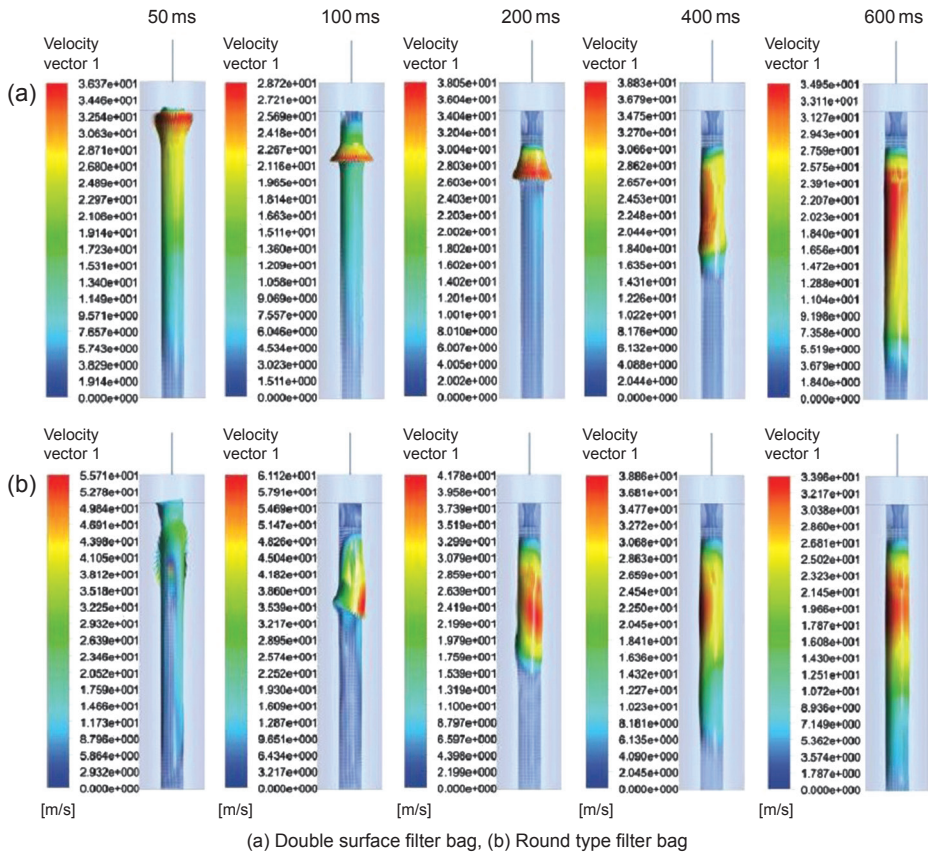 50 ms
100 ms
200 ms
400 ms
600 ms
(a)
Velocity
vector 1
3.637e+001
3.446e+001
3.254e+001
3.063e+001
2.871e+001
2.680e+001
2.489e+001
2.297e+001
2.106e+001
1.914e+001
1.723e+001
1.531e+001
1.340e+001
1.149e+001
9.571e+000
7.657e+000
5.743e+000
3.829e+000
1.914e+000
0.000e+000
Velocity
vector 1
2.872e+001
2.721e+001
2.569e+001
2.418e+001
2.267e+001
2.116e+001
1.965e+001
1.814e+001
1.663e+001
1.511e+001
1.360e+001
1.209e+001
1.058e+001
9.069e+000
7.557e+000
6.046e+000
4.534e+000
3.023e+000
1.511e+000
0.000e+000
Velocity
vector 1
3.805e+001
3.604e+001
3.404e+001
3.204e+001
3.004e+001
2.803e+001
2.603e+001
2.403e+001
2.203e+001
2.002e+001
1.802e+001
1.602e+001
1.402e+001
1.201e+001
1.001e+001
8.010e+000
6.007e+000
4.005e+000
2.002e+000
0.000e+000
Velocity
vector 1
3.883e+001
3.679e+001
3.475e+001
3.270e+001
3.066e+001
2.862e+001
2.657e+001
2.453e+001
2.248e+001
2.044e+001
1.840e+001
1.635e+001
1.431e+001
1.226e+001
1.022e+001
8.176e+000
6.132e+000
4.088e+000
2.044e+000
0.000e+000
Velocity
vector 1
3.495e+001
3.311e+001
3.127e+001
2.943e+001
2.759e+001
2.575e+001
2.391e+001
2.207e+001
2.023e+001
1.840e+001
1.656e+001
1.472e+001
1.288e+001
1.104e+001
9.196e+000
7.358e+000
5.519e+000
3.679e+000
1.840e+000
0.000e+000
(b)
Velocity
vector 1
5.571e+001
5.278e+001
4.984e+001
4.691e+001
4.398e+001
4.105e+001
3.812e+001
3.518e+001
3.225e+001
2.932e+001
2.639e+001
2.346e+001
2.052e+001
1.759e+001
1.466e+001
1.173e+001
8.796e+000
5.864e+000
2.932e+000
0.000e+000
[m/s]
Velocity
vector 1
6.112e+001
5.791e+001
5.469e+001
5.147e+001
4.826e+001
4.504e+001
4.182e+001
3.860e+001
3.539e+001
3.217e+001
2.895e+001
2.574e+001
2.252e+001
1.930e+001
1.609e+001
1.287e+001
9.651e+000
6.434e+000
3.217e+000
0.000e+000
[m/s]
Velocity
vector 1
4.178e+001
3.958e+001
3.739e+001
3.519e+001
3.299e+001
3.079e+001
2.859e+001
2.639e+001
2.419e+001
2.199e+001
1.979e+001
1.759e+001
1.539e+001
1.319e+001
1.100e+001
8.797e+000
6.597e+000
4.398e+000
2.199e+000
0.000e+000
[m/s]
Velocity
vector 1
3.886e+001
3.681e+001
3.477e+001
3.272e+001
3.068e+001
2.863e+001
2.659e+001
2.454e+001
2.250e+001
2.045e+001
1.841e+001
1.636e+001
1.432e+001
1.227e+001
1.023e+001
8.181e+000
6.135e+000
4.090e+000
2.045e+000
0.000e+000
[m/s]
Velocity
vector 1
3.396e+001
3.217e+001
3.038e+001
2.860e+001
2.681e+001
2.502e+001
2.323e+001
2.145e+001
1.966e+001
1.787e+001
1.608e+001
1.430e+001
1.251e+001
1.072e+001
8.936e+000
7.149e+000
5.362e+000
3.574e+000
1.787e+000
0.000e+000
[m/s]
(a) Double surface filter bag, (b) Round type filter bag